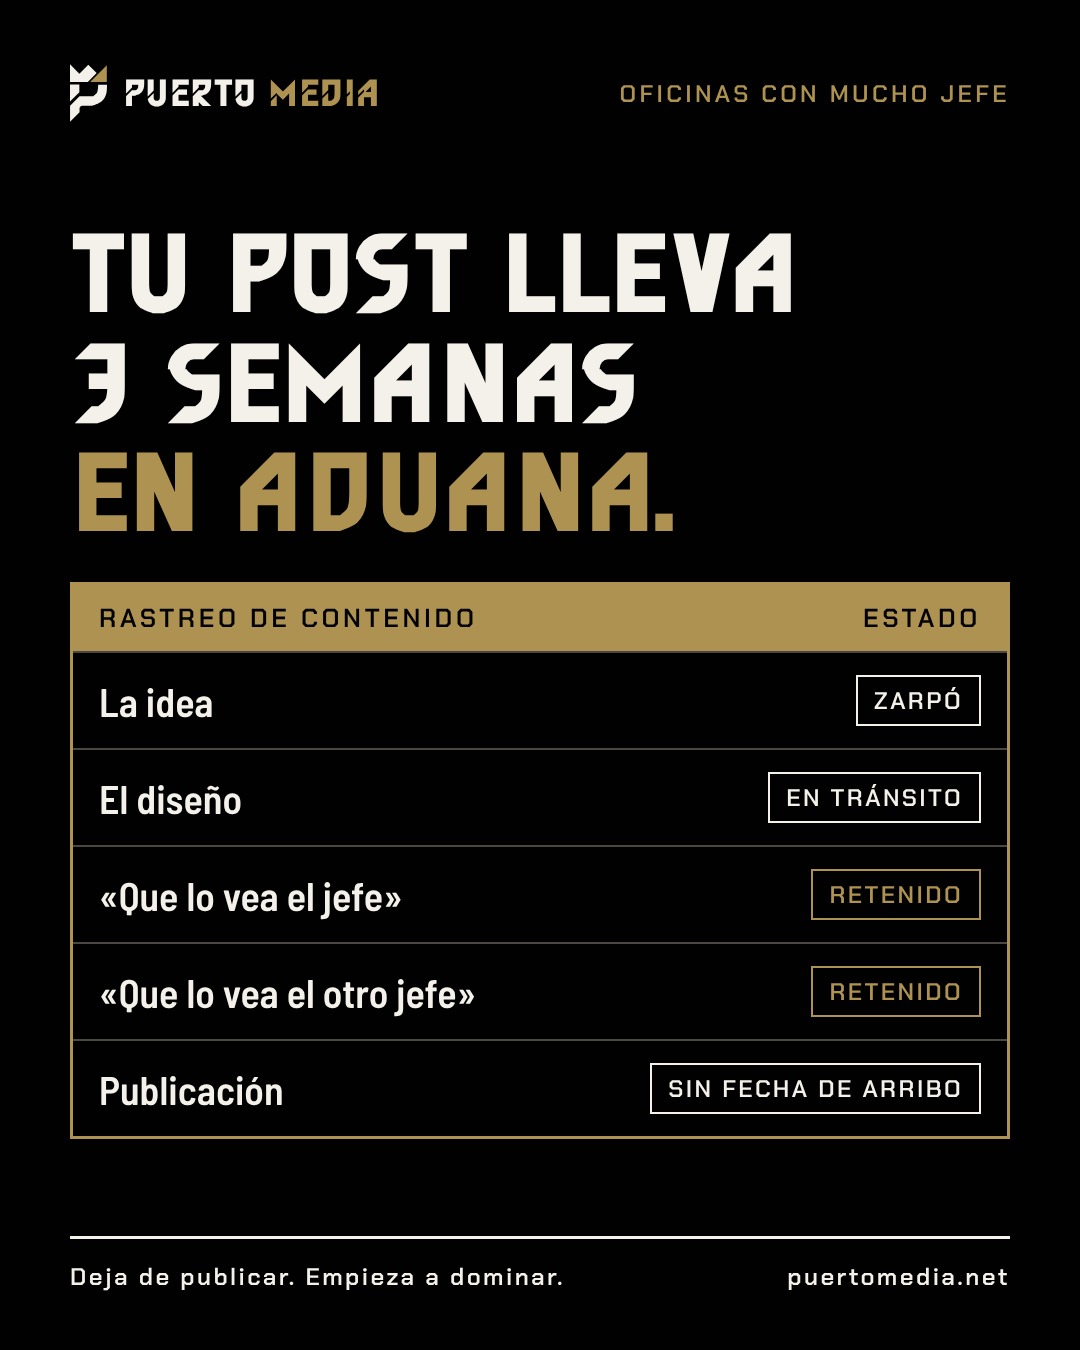 PUERTO MEDIA
OFICINAS CON MUCHO JEFE
TU POST LLEVA
3 SEMANAS
EN ADUANA.
RASTREO DE CONTENIDO ESTADO
La idea ZARPÓ
El diseño EN TRÁNSITO
«Que lo vea el jefe» RETENIDO
«Que lo vea el otro jefe» RETENIDO
Publicación SIN FECHA DE ARRIBO
Deja de publicar. Empieza a dominar. puertomedia.net